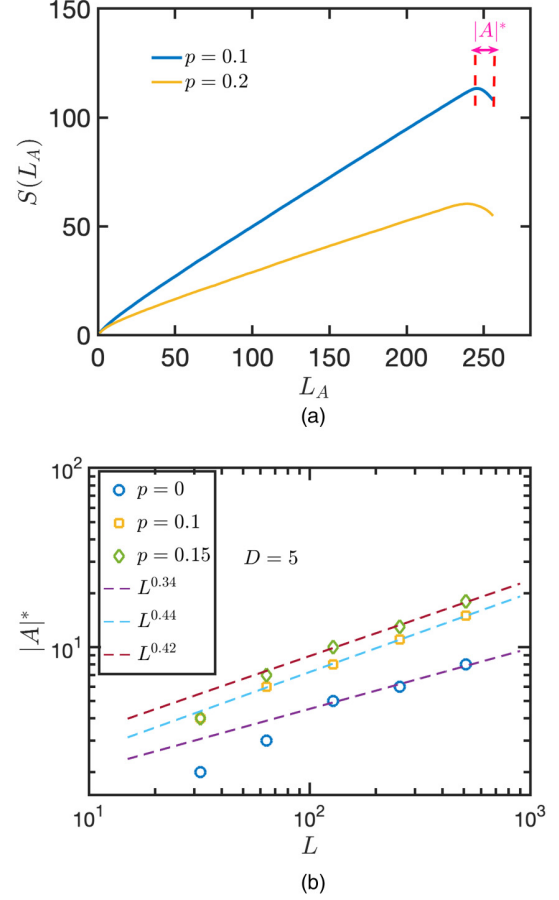 150
|A|*
p = 0.1
p = 0.2
100
S(L_A)
50
0
0 50 100 150 200 250
L_A
(a)
10^2
p = 0
p = 0.1
p = 0.15
D = 5
L^{0.34}
L^{0.44}
L^{0.42}
|A|*
10^1
10^1 10^2 10^3
L
(b)